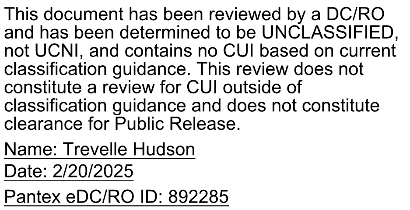 This document has been reviewed by a DC/RO
and has been determined to be UNCLASSIFIED,
not UCNI, and contains no CUI based on current
classification guidance. This review does not
constitute a review for CUI outside of
classification guidance and does not constitute
clearance for Public Release.
Name: Trevelle Hudson
Date: 2/20/2025
Pantex eDC/RO ID: 892285